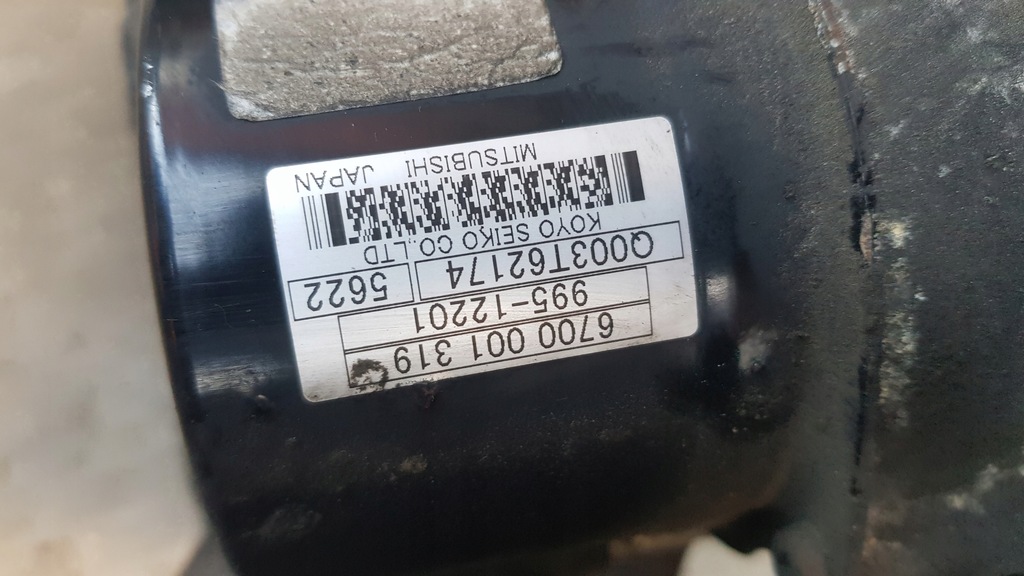 6700 001 319
995-12201
Q003T62174 5622
KOYO SEIKO CO.,LTD
MITSUBISHI JAPAN